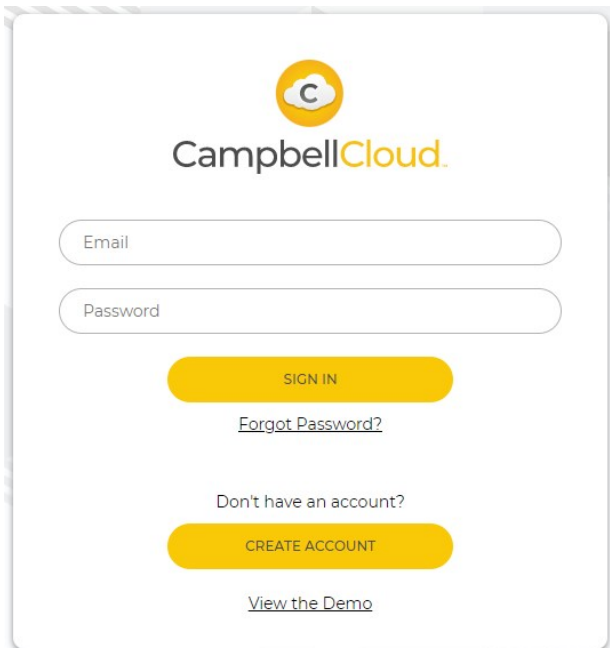 C
CampbellCloud
Email
Password
SIGN IN
Forgot Password?
Don't have an account?
CREATE ACCOUNT
View the Demo